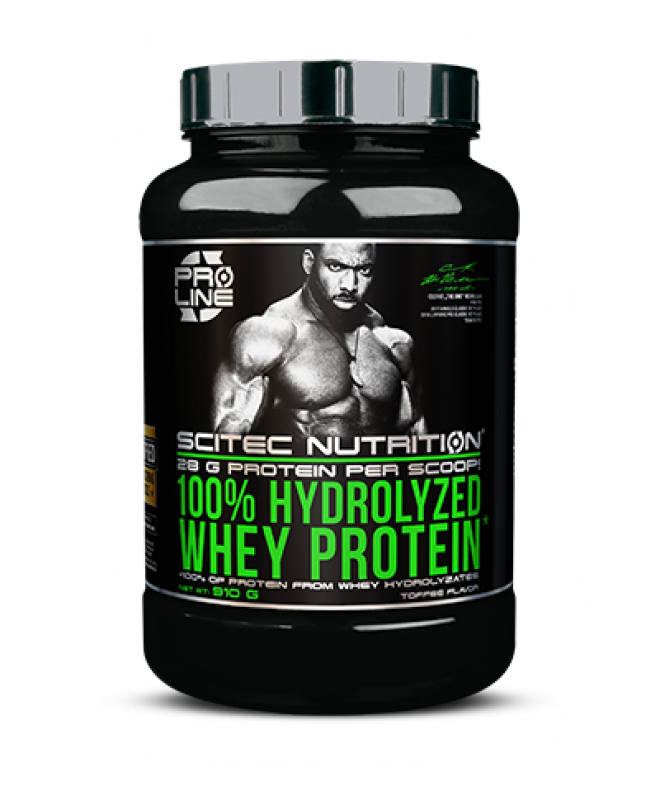 PRO
LINE
SCITEC NUTRITION
28 G PROTEIN PER SCOOP!
100% HYDROLYZED
WHEY PROTEIN*
*100% OF PROTEIN FROM WHEY HYDROLYZATES
NET WT: 910 G
TOFFEE FLAVOR